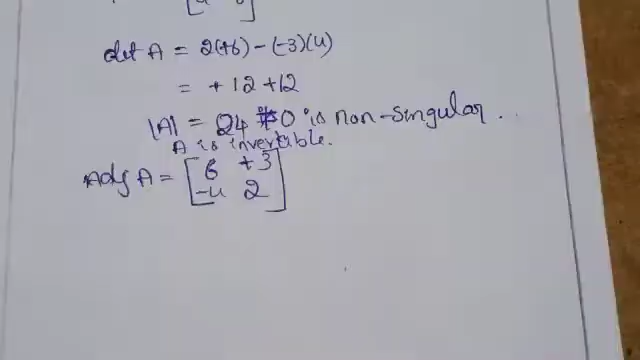 det A = 2(+6) - (-3)(4)
= +12 +12
|A| = 24 ≠ 0 is non-singular.
A is invertible.
Adj A = [6 +3
-4 2]